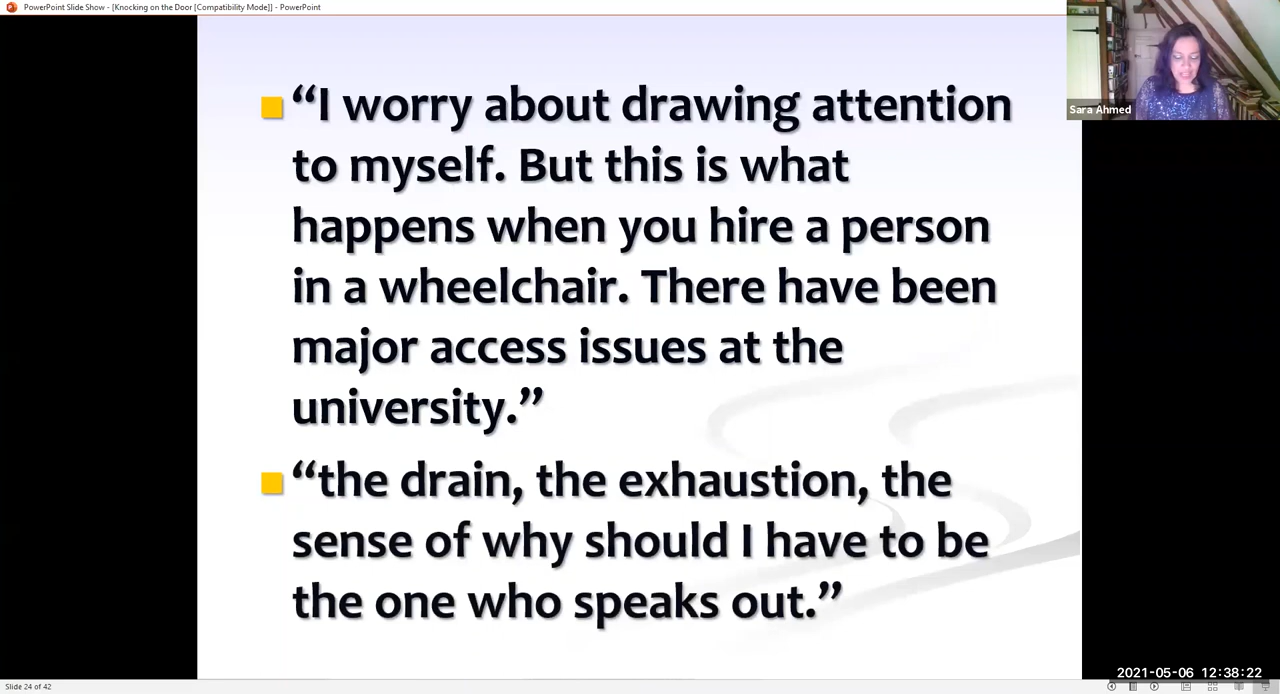 PowerPoint Slide Show - [Knocking on the Door [Compatibility Mode]] - PowerPoint
“I worry about drawing attention
to myself. But this is what
happens when you hire a person
in a wheelchair. There have been
major access issues at the
university.”
“the drain, the exhaustion, the
sense of why should I have to be
the one who speaks out.”
Sara Ahmed
2021-05-06 12:38:22
Slide 24 of 42